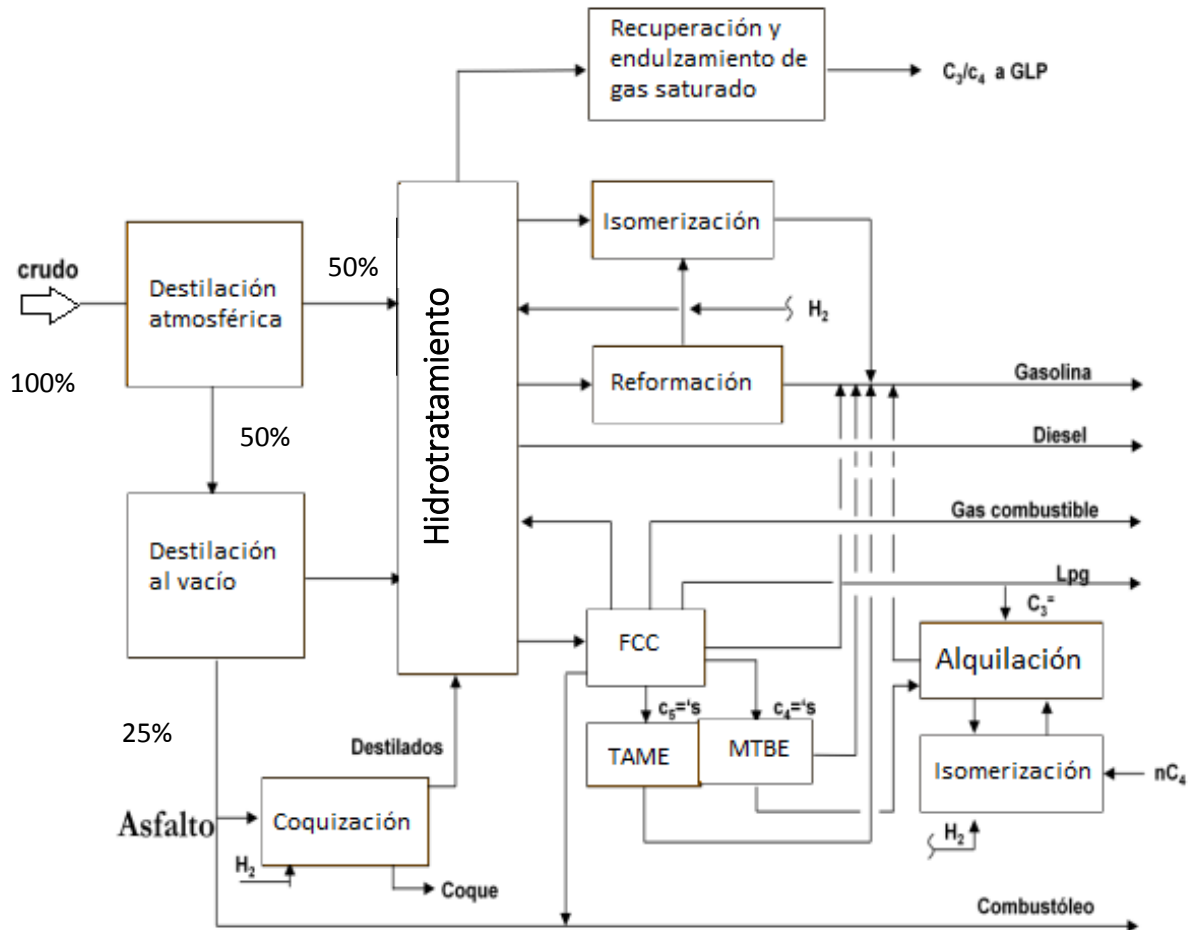 Recuperación y
endulzamiento de
gas saturado
C₃/c₄ a GLP
crudo
100%
Destilación
atmosférica
50%
50%
Hidrotratamiento
Isomerización
H₂
Reformación
Gasolina
Diesel
Gas combustible
Lpg
C₃⁼
Destilación
al vacío
FCC
Alquilación
c₅=‘s
c₄=‘s
TAME
MTBE
Isomerización
nC₄
H₂
25%
Destilados
Asfalto
Coquización
H₂
Coque
Combustóleo